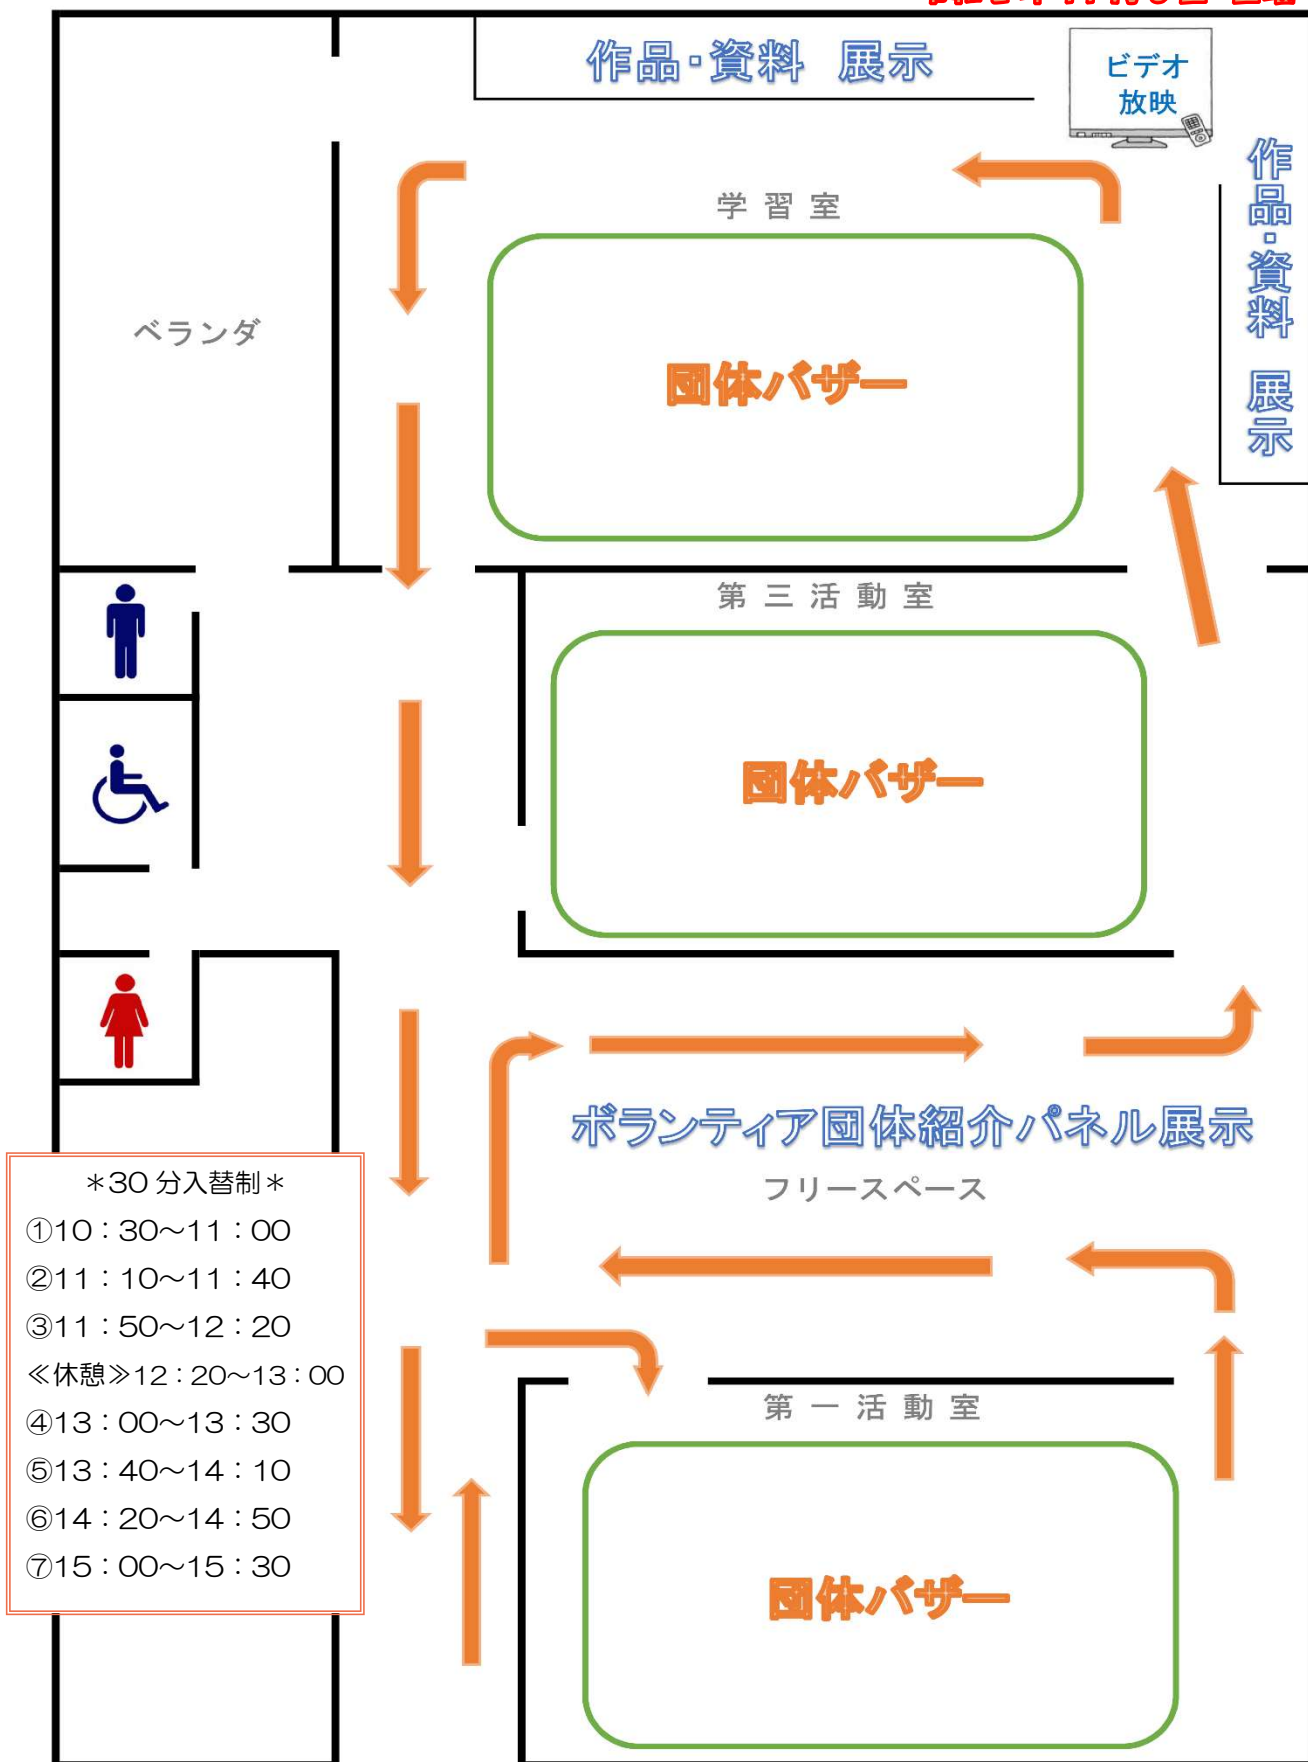 作品・資料 展示
ビデオ
放映
作品・資料 展示
学習室
ベランダ
団体バザー
第三活動室
団体バザー
ボランティア団体紹介パネル展示
フリースペース
＊30分入替制＊
①10：30～11：00
②11：10～11：40
③11：50～12：20
≪休憩≫12：20～13：00
④13：00～13：30
⑤13：40～14：10
⑥14：20～14：50
⑦15：00～15：30
第一活動室
団体バザー